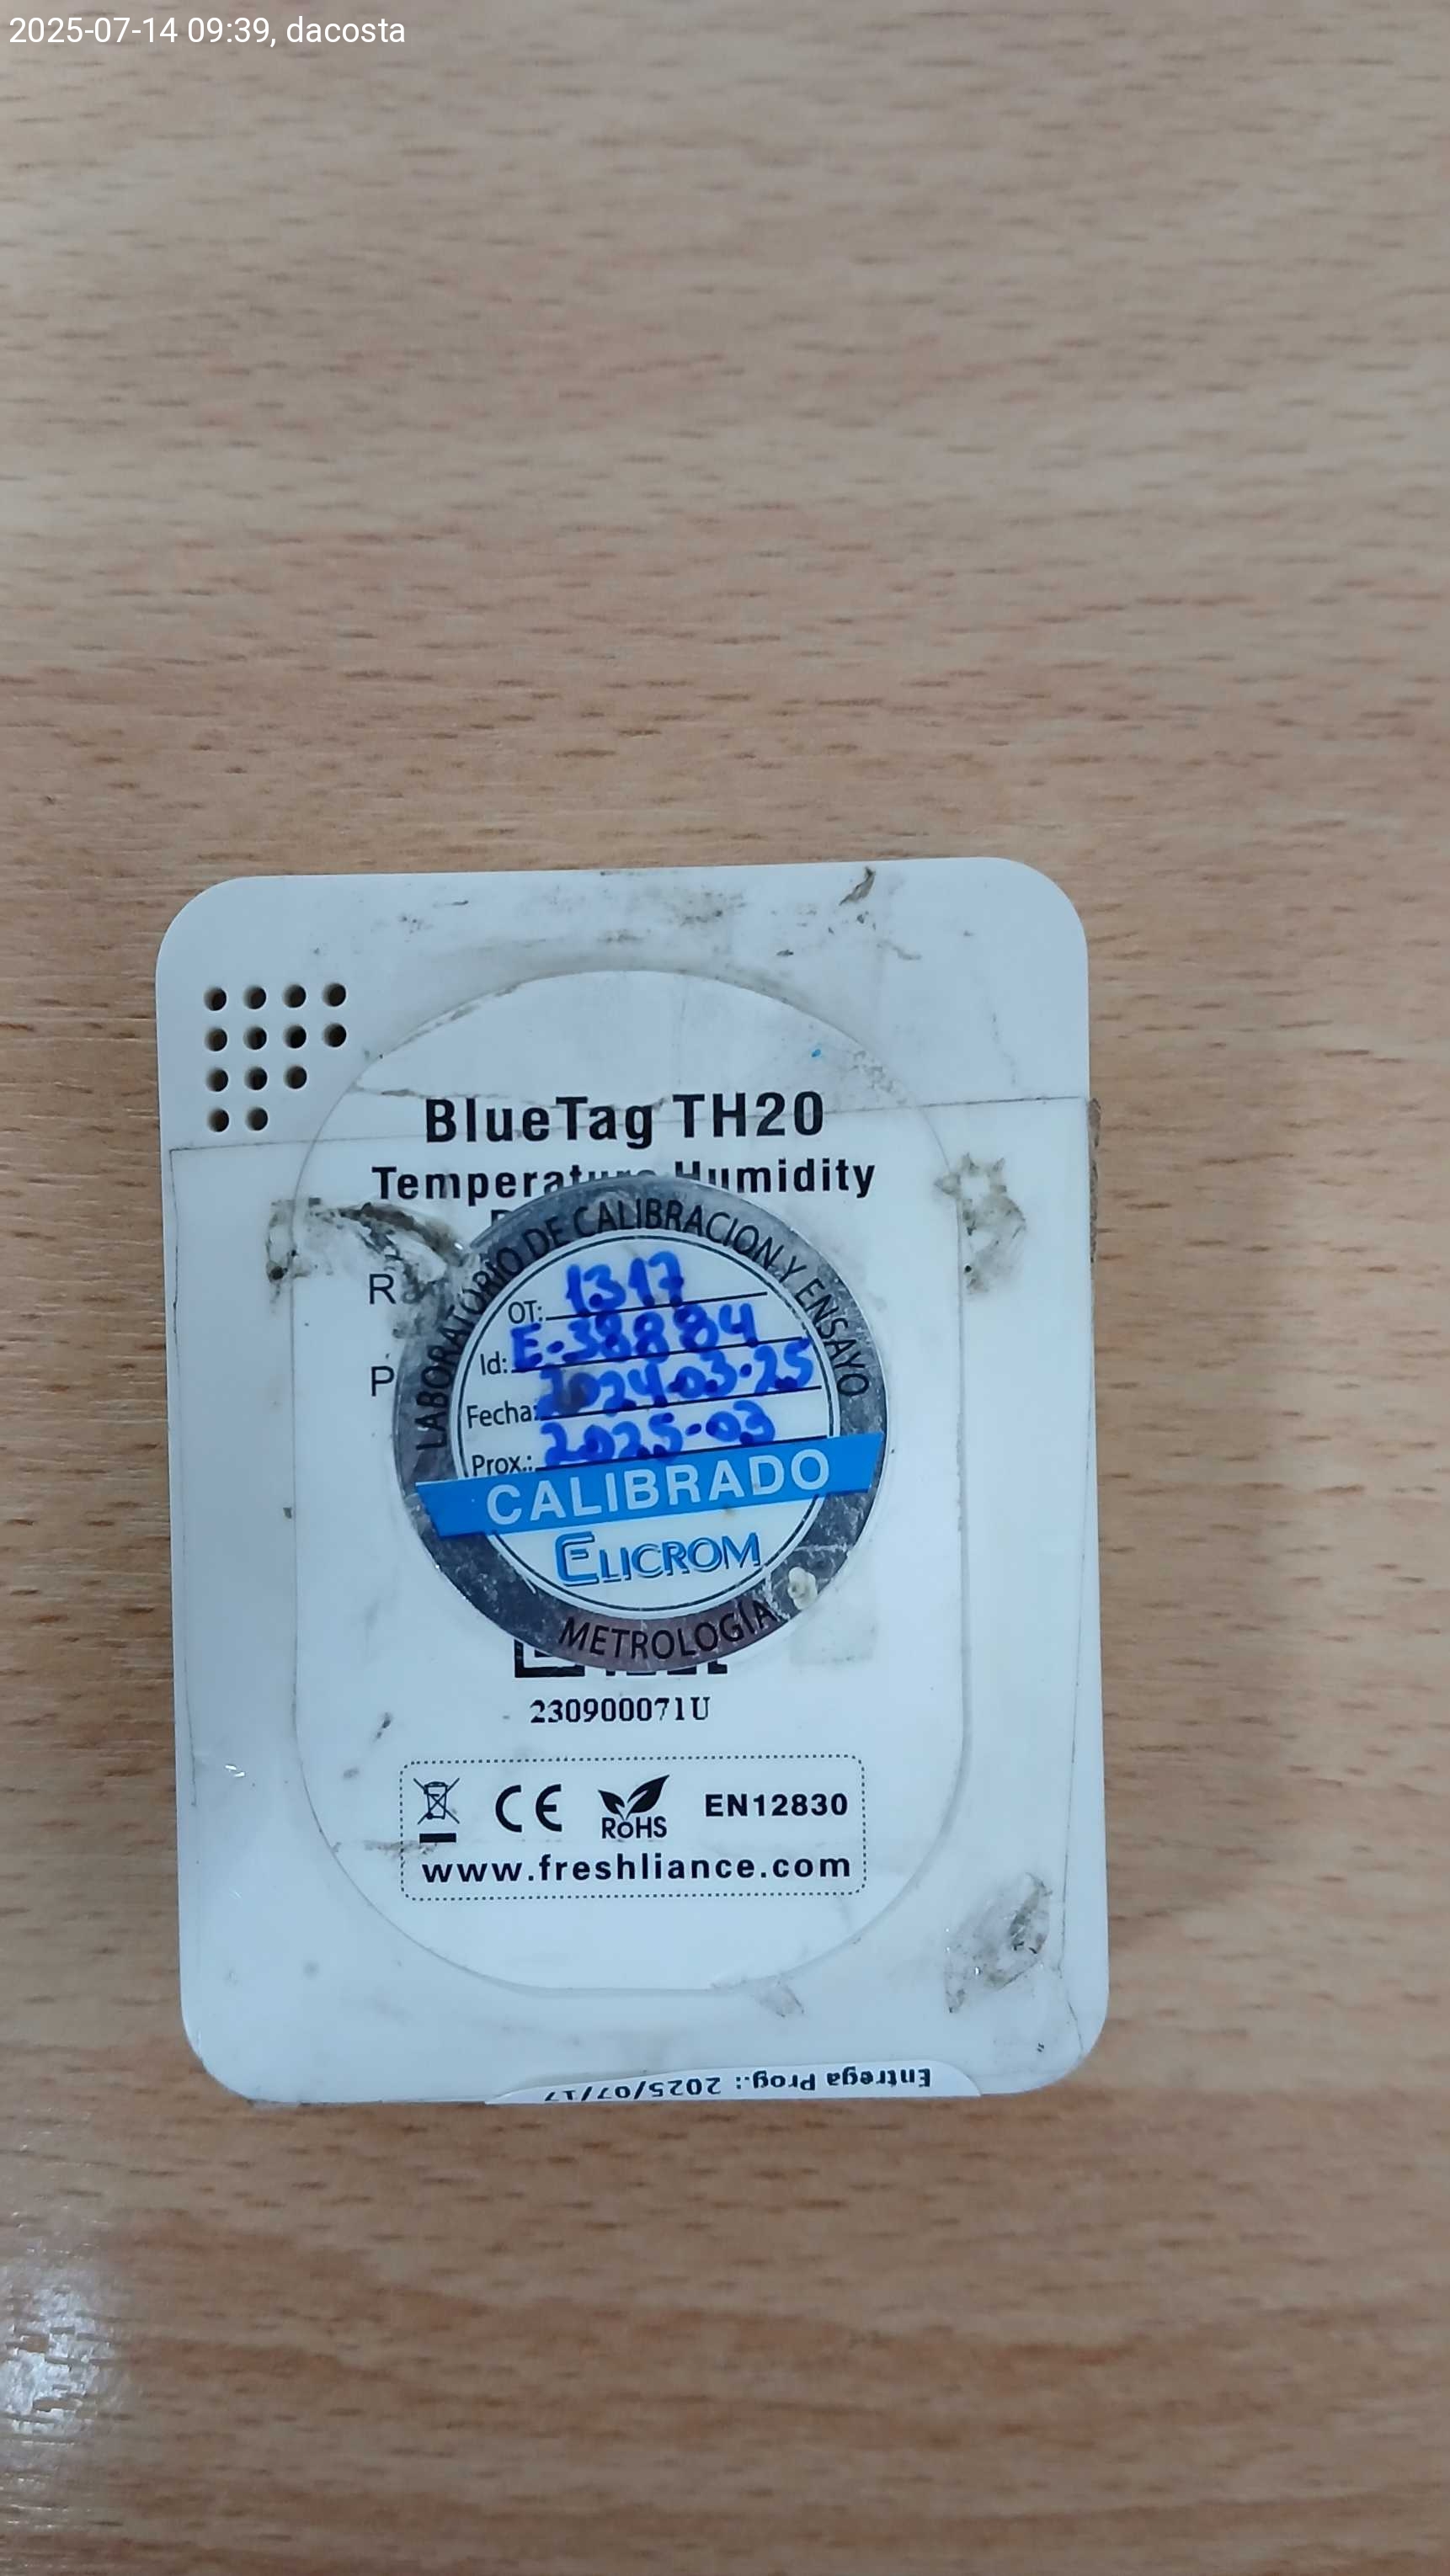 2025-07-14 09:39, dacosta
BlueTag TH20
Temperature Humidity
R
P
LABORATORIO DE CALIBRACION Y ENSAYO
OT: 1317
Id: E-38884
Fecha: 2024-03-25
Prox.: 2025-03
CALIBRADO
ELICROM
METROLOGÍA
230900071U
CE
RoHS
EN12830
www.freshliance.com
Entrega Prog.: 2025/07/17